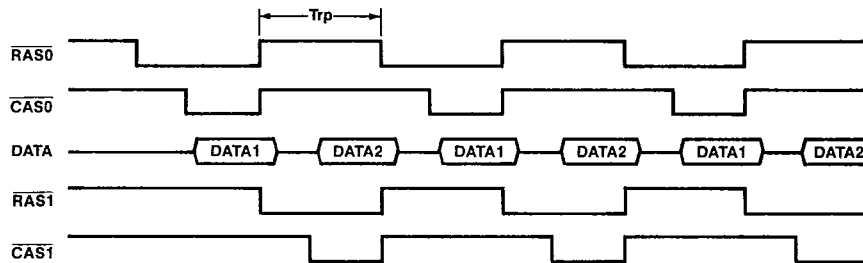 Trp
RAS0
CAS0
DATA DATA1 DATA2 DATA1 DATA2 DATA1 DATA2
RAS1
CAS1